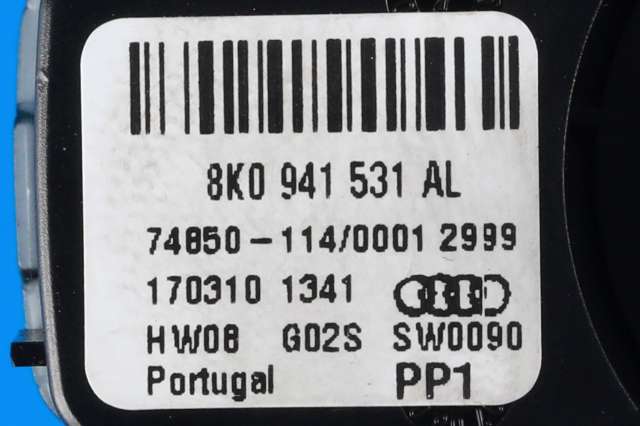 8K0 941 531 AL
74850-114/0001 2999
170310 1341
HW08 G02S SW0090
Portugal PP1